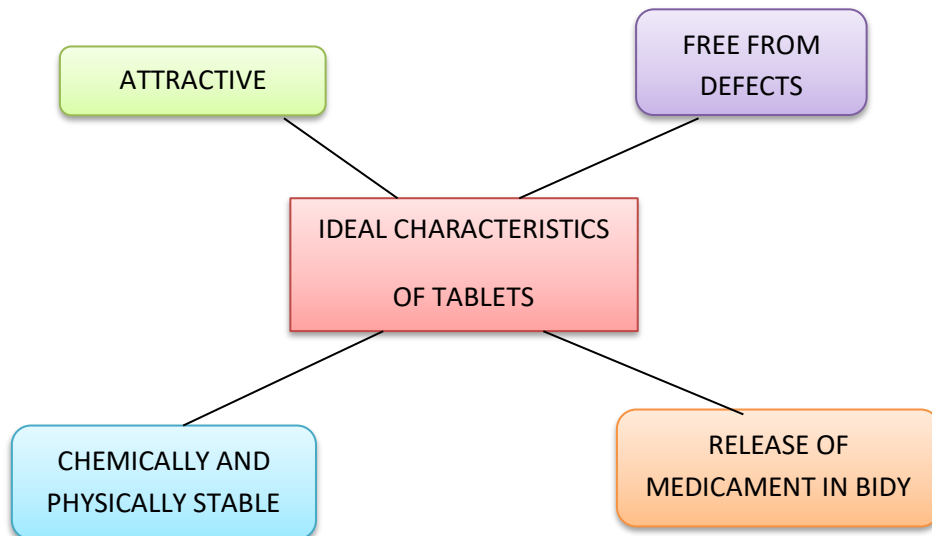 ATTRACTIVE
FREE FROM
DEFECTS
IDEAL CHARACTERISTICS
OF TABLETS
CHEMICALLY AND
PHYSICALLY STABLE
RELEASE OF
MEDICAMENT IN BIDY